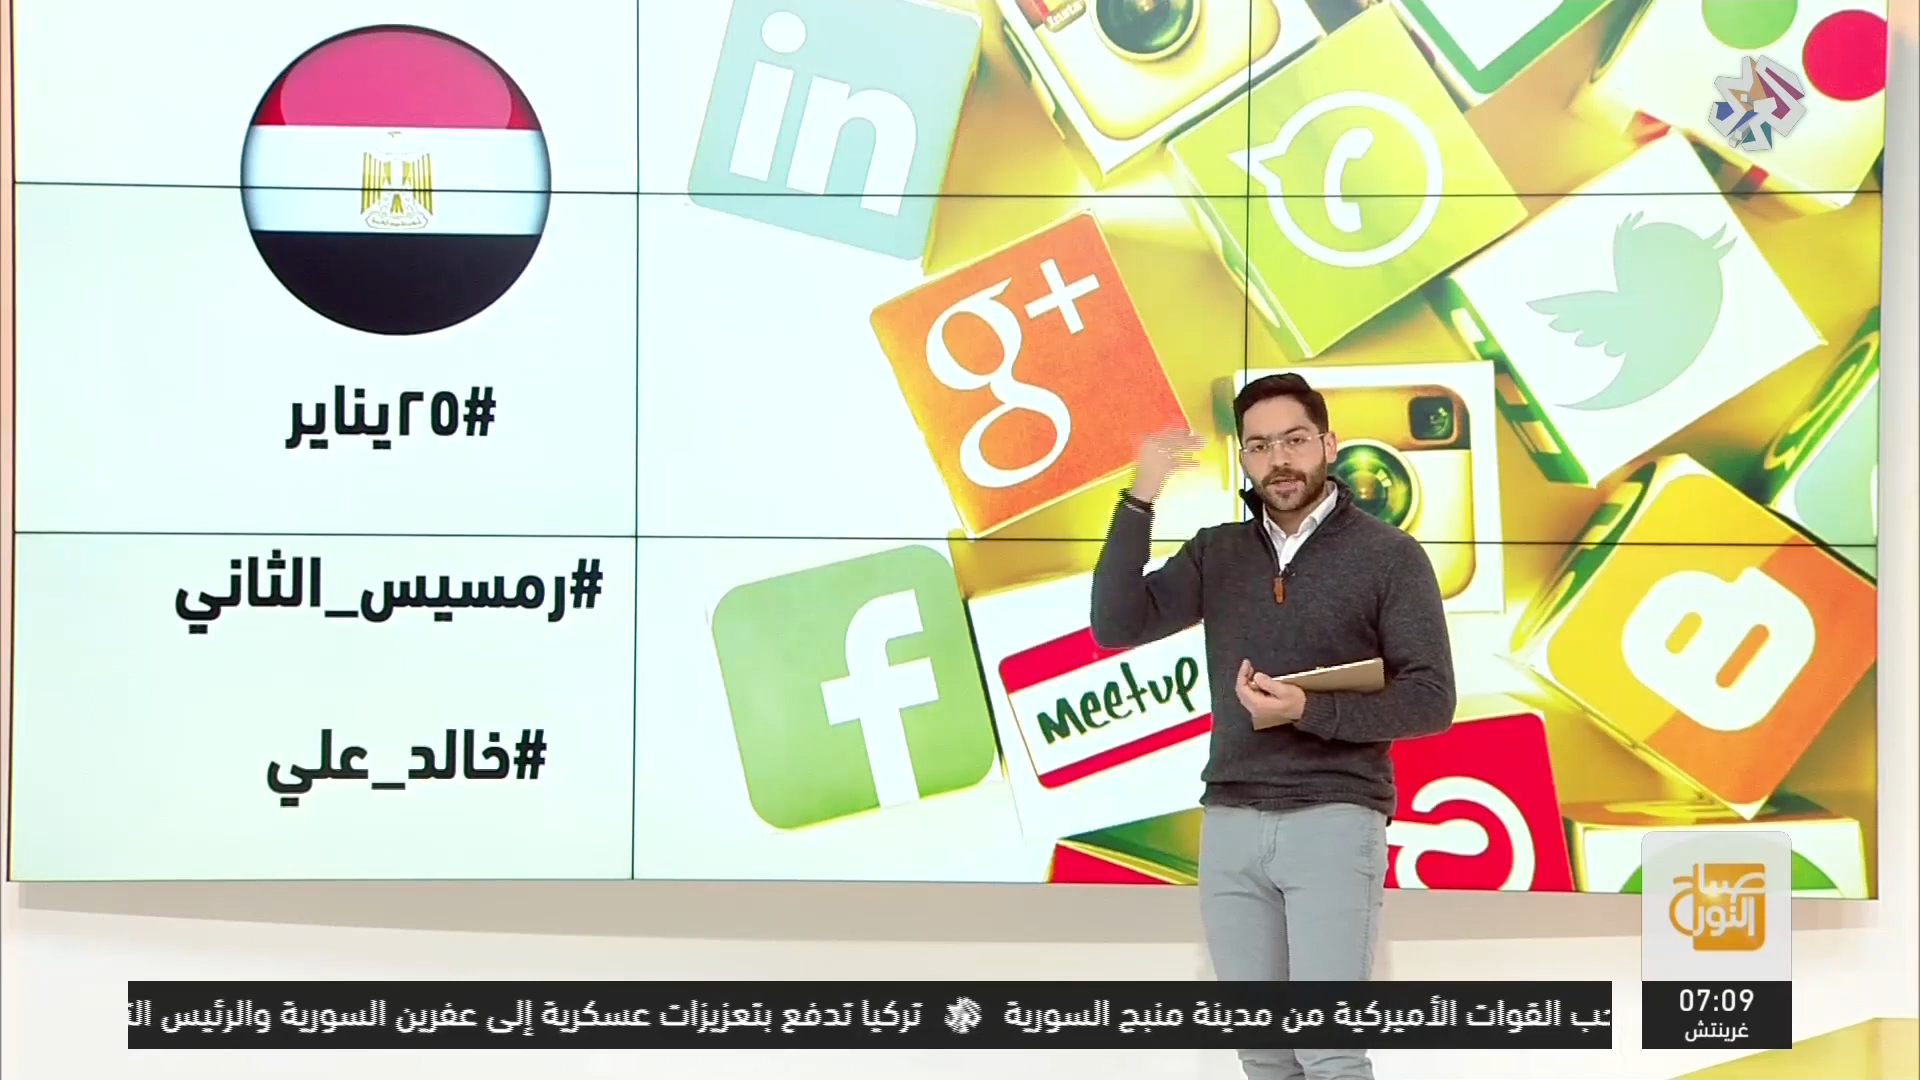 #٢٥يناير
#رمسيس_الثاني
#خالد_علي
in
g+
f
meetup
صباح
النور
07:09
غرينتش
القوات الأميركية من مدينة منبج السورية
تركيا تدفع بتعزيزات عسكرية إلى عفرين السورية والرئيس